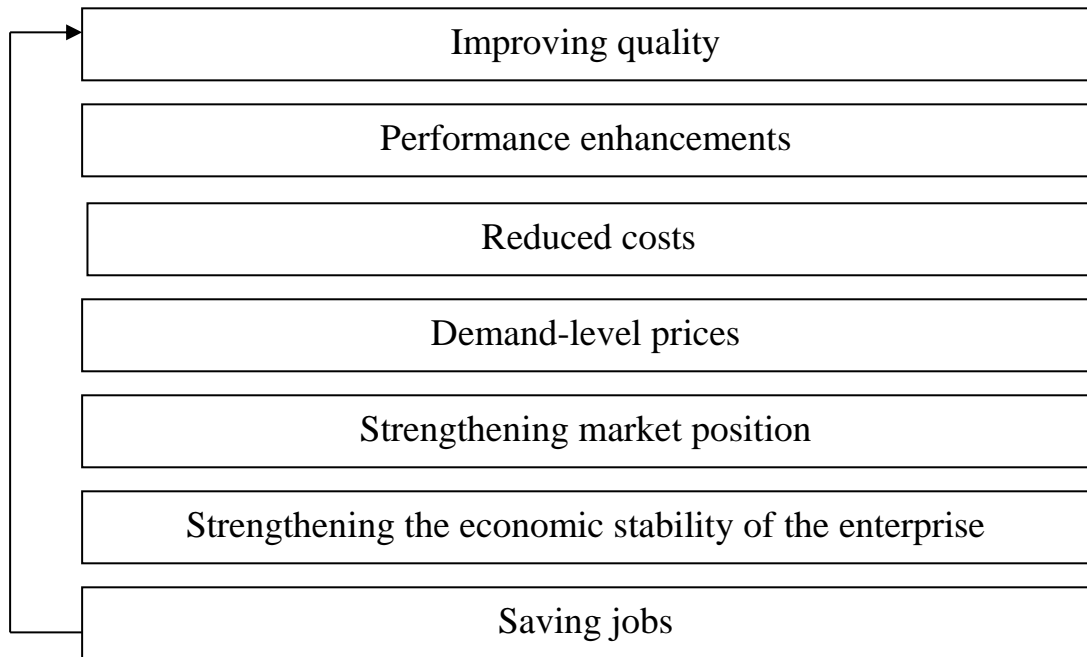 Improving quality
Performance enhancements
Reduced costs
Demand-level prices
Strengthening market position
Strengthening the economic stability of the enterprise
Saving jobs